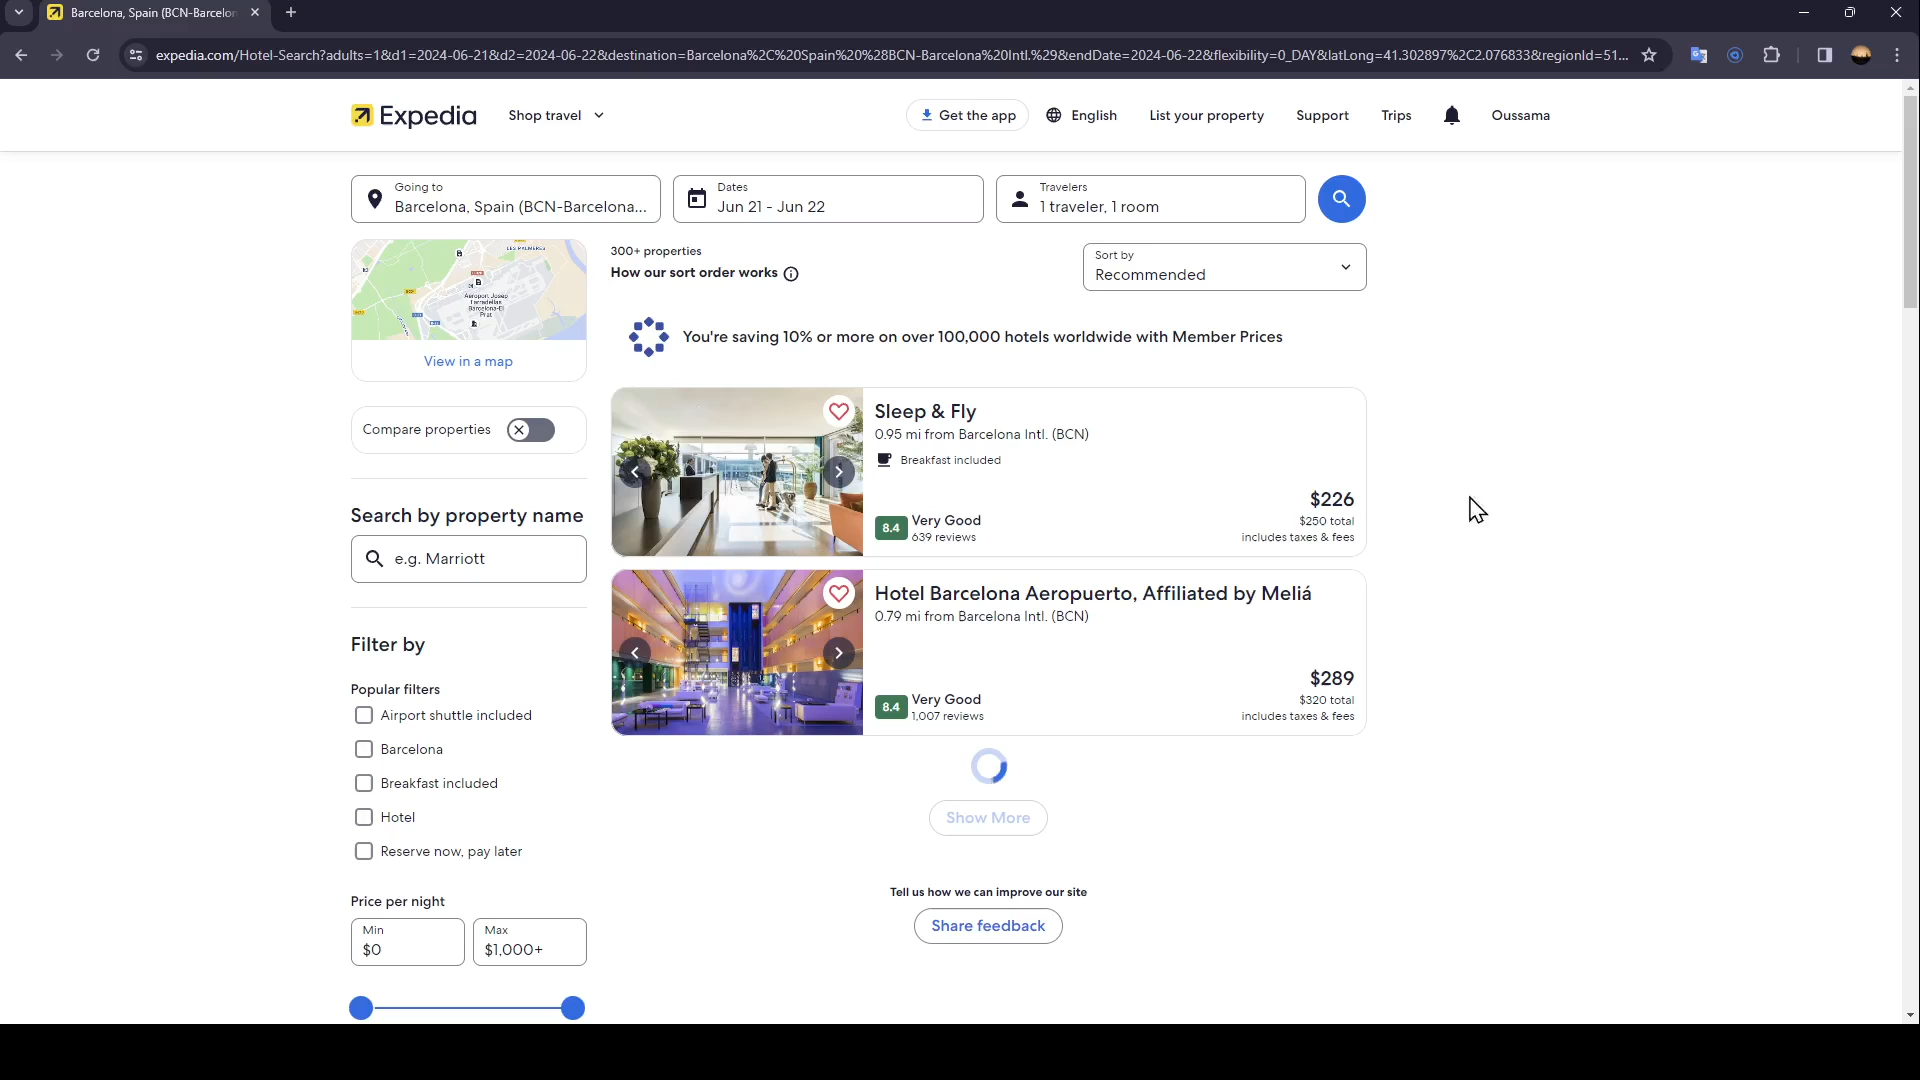 Barcelona, Spain (BCN-Barcelon
expedia.com/Hotel-Search?adults=1&d1=2024-06-21&d2=2024-06-22&destination=Barcelona%2C%20Spain%20%28BCN-Barcelona%20Intl.%29&endDate=2024-06-22&flexibility=0_DAY&latLong=41.302897%2C2.076833&regionId=51...
Expedia
Shop travel
Get the app
English
List your property
Support
Trips
Oussama
Going to
Barcelona, Spain (BCN-Barcelona...
Dates
Jun 21 - Jun 22
Travelers
1 traveler, 1 room
LES PALMERES
Aeroport Josep
Tarradellas
Barcelona-El
Prat
View in a map
Compare properties
Search by property name
e.g. Marriott
Filter by
Popular filters
Airport shuttle included
Barcelona
Breakfast included
Hotel
Reserve now, pay later
Price per night
Min
$0
Max
$1,000+
300+ properties
How our sort order works
Sort by
Recommended
You're saving 10% or more on over 100,000 hotels worldwide with Member Prices
Sleep & Fly
0.95 mi from Barcelona Intl. (BCN)
Breakfast included
8.4
Very Good
639 reviews
$226
$250 total
includes taxes & fees
Hotel Barcelona Aeropuerto, Affiliated by Meliá
0.79 mi from Barcelona Intl. (BCN)
8.4
Very Good
1,007 reviews
$289
$320 total
includes taxes & fees
Show More
Tell us how we can improve our site
Share feedback